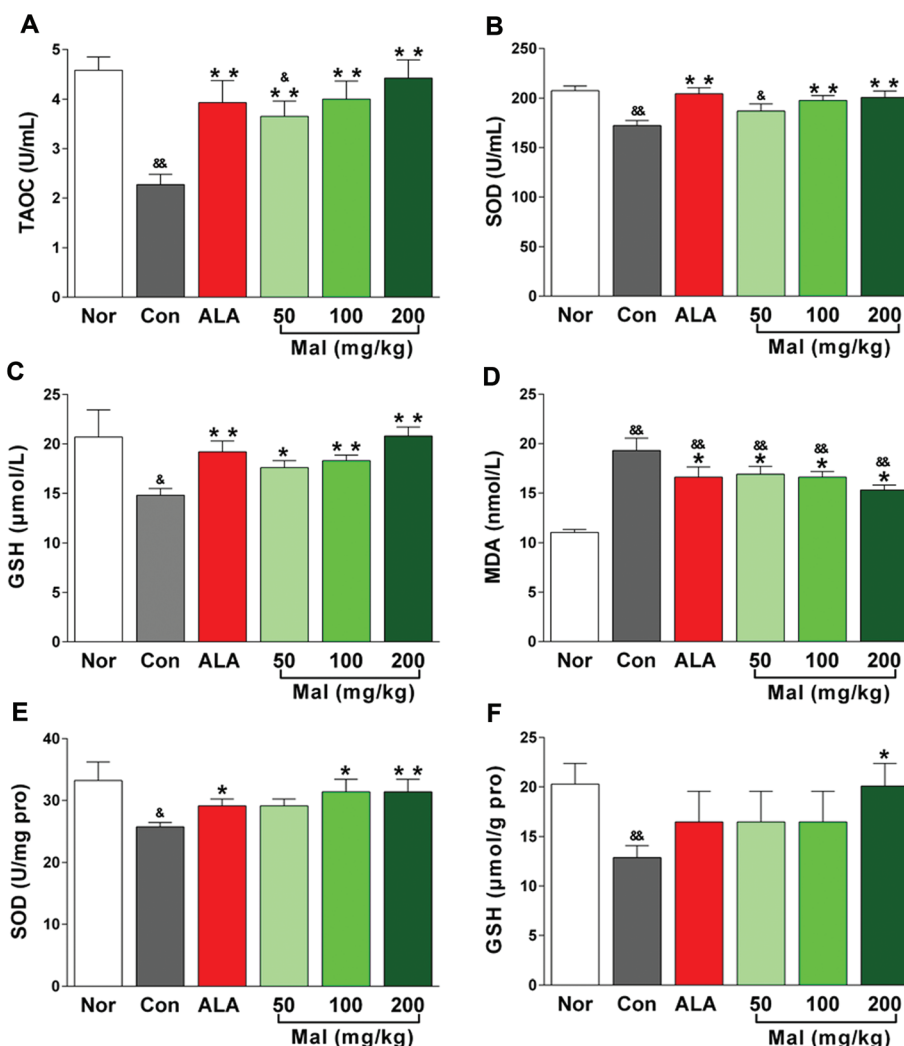 A
TAOC (U/mL)
5
4
3
2
1
0
&&
**
&
**
**
**
Nor Con ALA 50 100 200
Mal (mg/kg)
B
SOD (U/mL)
250
200
150
100
50
0
&&
**
&
**
**
Nor Con ALA 50 100 200
Mal (mg/kg)
C
GSH (μmol/L)
25
20
15
10
5
0
&
**
*
**
**
Nor Con ALA 50 100 200
Mal (mg/kg)
D
MDA (nmol/L)
25
20
15
10
5
0
&&
&&
*
&&
*
&&
*
&&
*
Nor Con ALA 50 100 200
Mal (mg/kg)
E
SOD (U/mg pro)
40
30
20
10
0
&
*
*
**
Nor Con ALA 50 100 200
Mal (mg/kg)
F
GSH (μmol/g pro)
25
20
15
10
5
0
&&
*
Nor Con ALA 50 100 200
Mal (mg/kg)